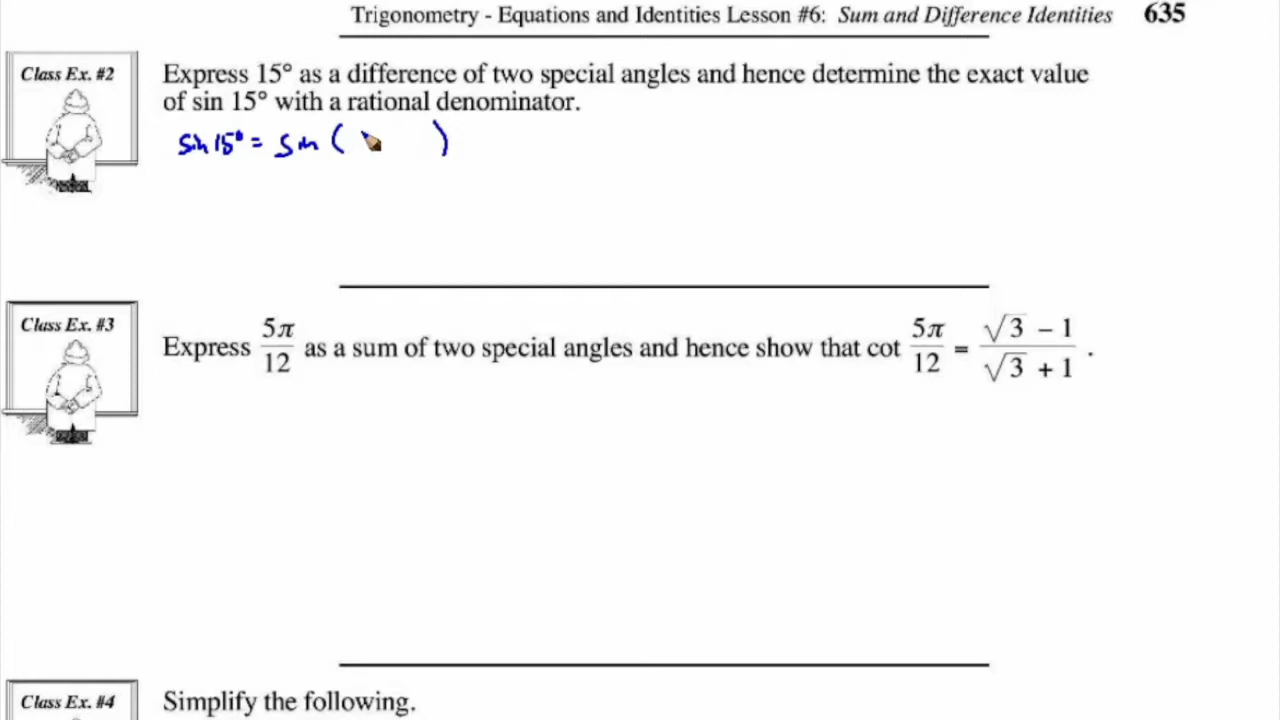 Trigonometry - Equations and Identities Lesson #6: Sum and Difference Identities 635
Class Ex. #2
Express 15° as a difference of two special angles and hence determine the exact value
of sin 15° with a rational denominator.
sin 15° = sin ( )
Class Ex. #3
Express 5π/12 as a sum of two special angles and hence show that cot 5π/12 = (√3 - 1)/(√3 + 1) .
Class Ex. #4
Simplify the following.